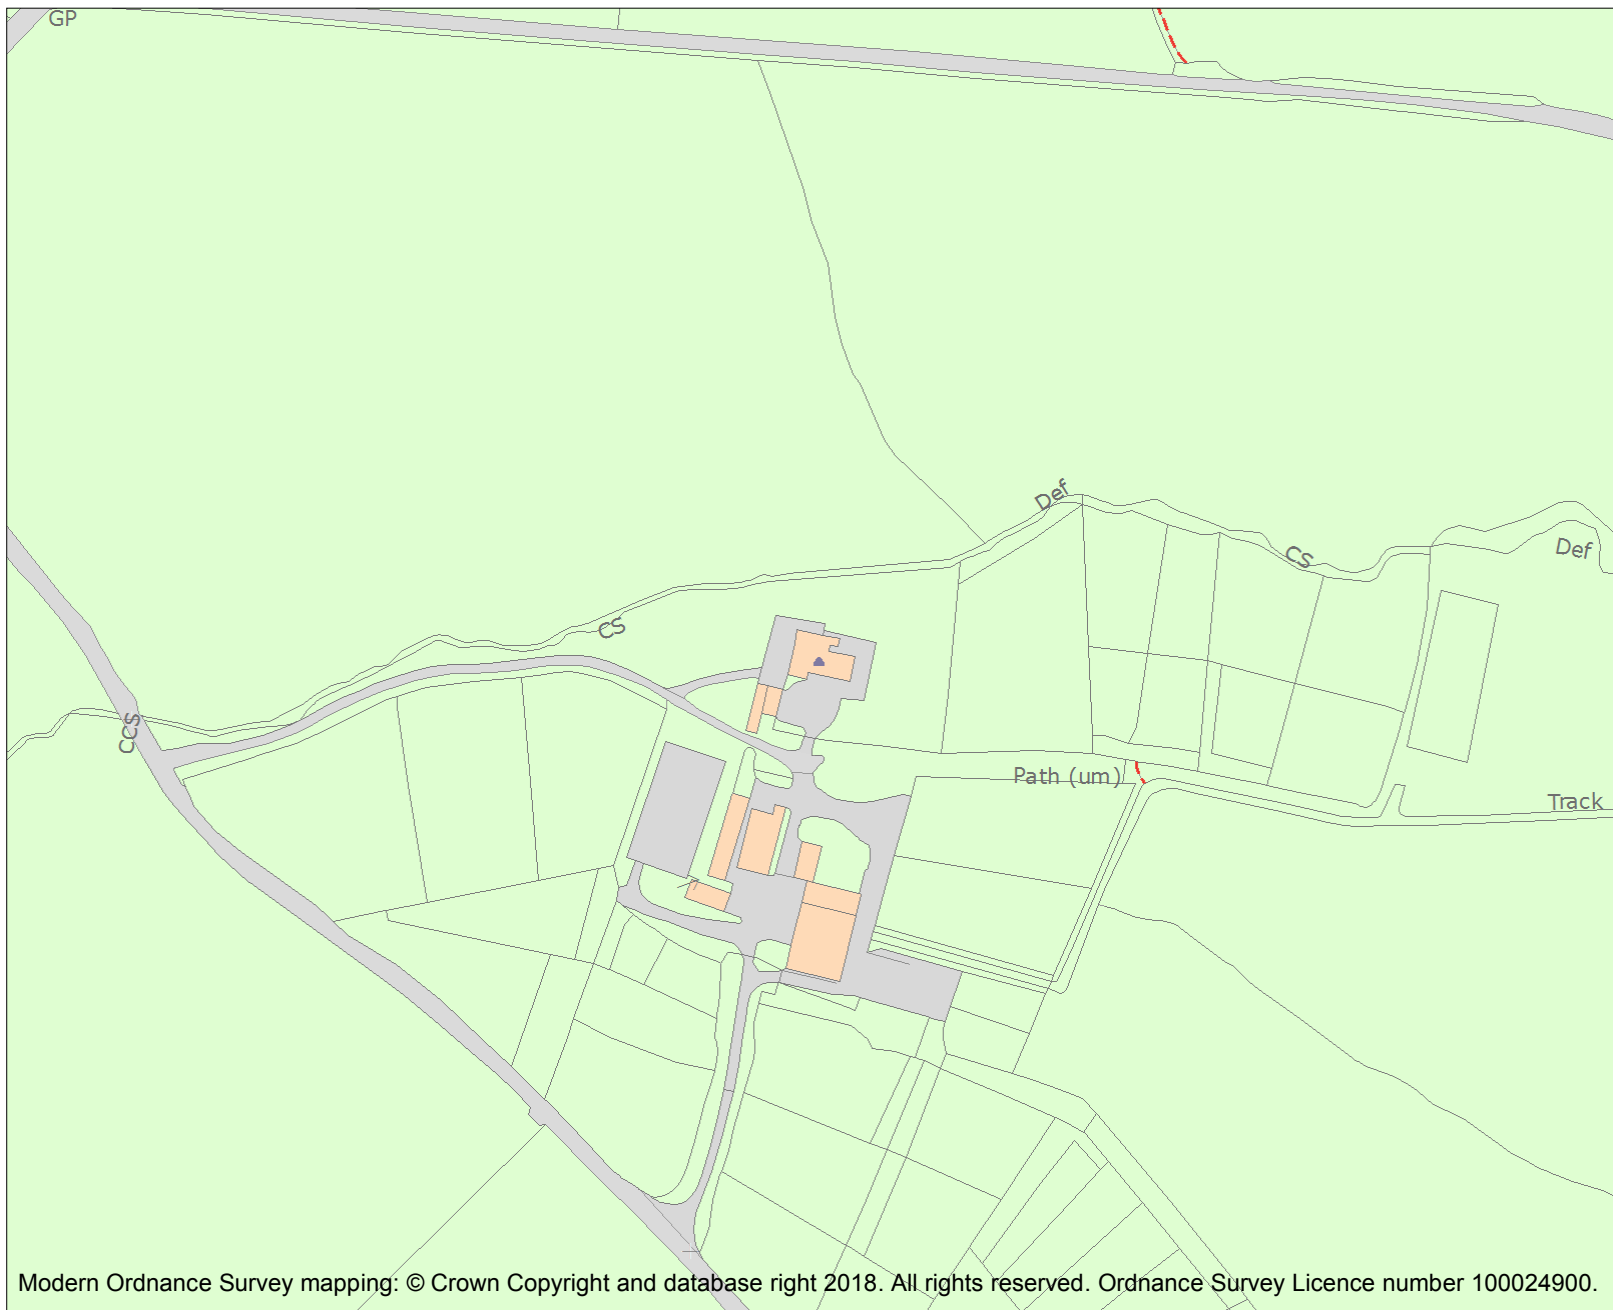 GP
Def
CS
Def
CS
CCS
Path (um)
Track
Modern Ordnance Survey mapping: © Crown Copyright and database right 2018. All rights reserved. Ordnance Survey Licence number 100024900.